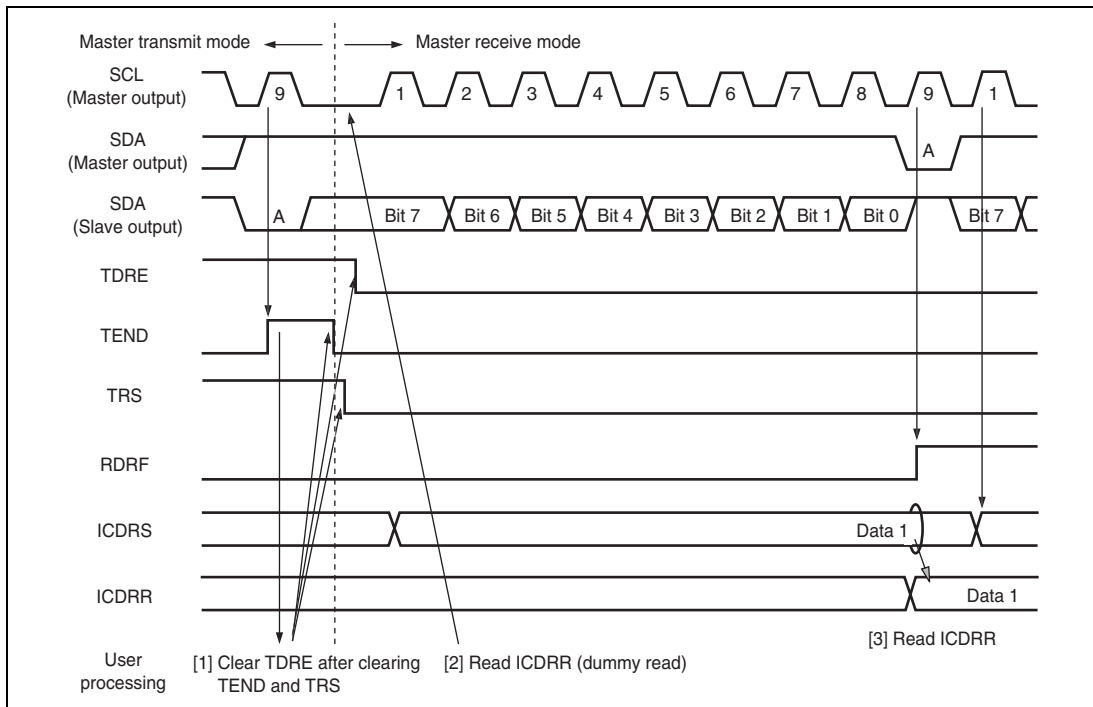 Master transmit mode
Master receive mode
SCL
(Master output)
9
1
2
3
4
5
6
7
8
9
1
SDA
(Master output)
A
SDA
(Slave output)
A
Bit 7
Bit 6
Bit 5
Bit 4
Bit 3
Bit 2
Bit 1
Bit 0
Bit 7
TDRE
TEND
TRS
RDRF
ICDRS
Data 1
ICDRR
Data 1
User
processing
[1] Clear TDRE after clearing
TEND and TRS
[2] Read ICDRR (dummy read)
[3] Read ICDRR